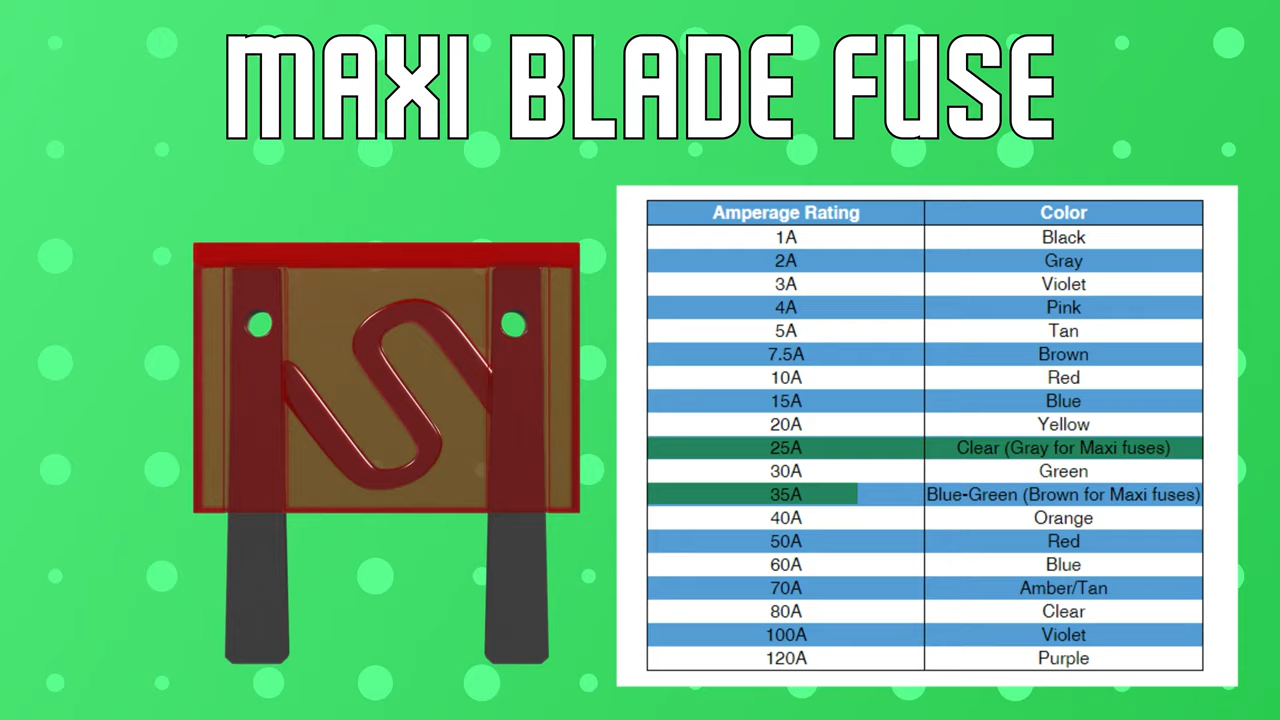 MAXI BLADE FUSE
Amperage Rating Color
1A Black
2A Gray
3A Violet
4A Pink
5A Tan
7.5A Brown
10A Red
15A Blue
20A Yellow
25A Clear (Gray for Maxi fuses)
30A Green
35A Blue-Green (Brown for Maxi fuses)
40A Orange
50A Red
60A Blue
70A Amber/Tan
80A Clear
100A Violet
120A Purple